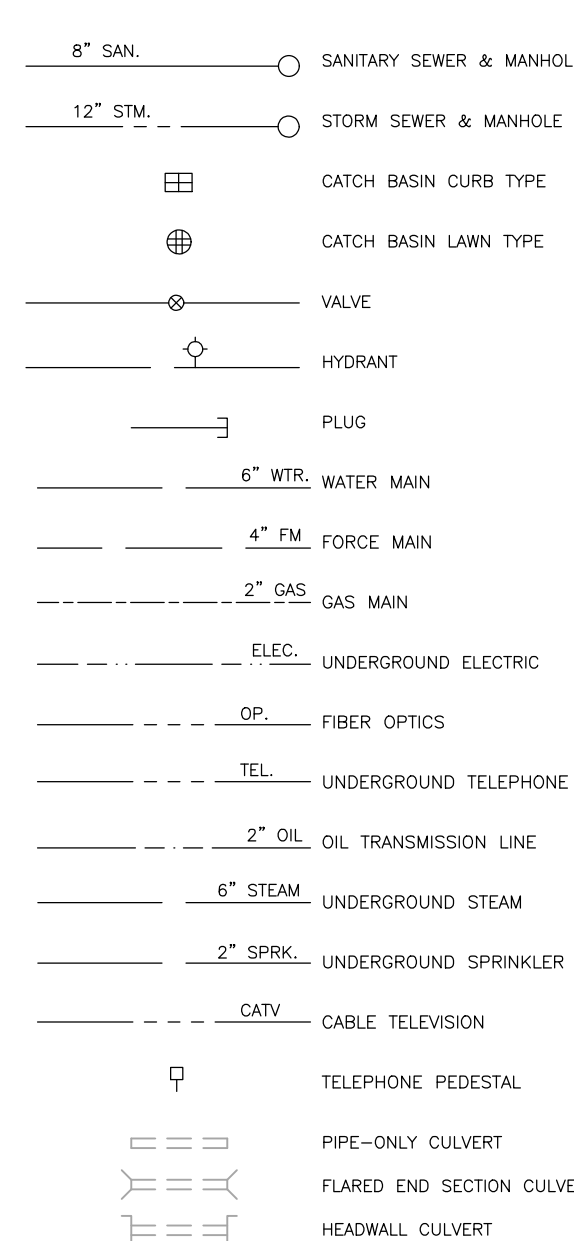 8” SAN. SANITARY SEWER & MANHOL
12” STM. STORM SEWER & MANHOLE
CATCH BASIN CURB TYPE
CATCH BASIN LAWN TYPE
VALVE
HYDRANT
PLUG
6” WTR. WATER MAIN
4” FM FORCE MAIN
2” GAS GAS MAIN
ELEC. UNDERGROUND ELECTRIC
OP. FIBER OPTICS
TEL. UNDERGROUND TELEPHONE
2” OIL OIL TRANSMISSION LINE
6” STEAM UNDERGROUND STEAM
2” SPRK. UNDERGROUND SPRINKLER
CATV CABLE TELEVISION
TELEPHONE PEDESTAL
PIPE-ONLY CULVERT
FLARED END SECTION CULVE
HEADWALL CULVERT